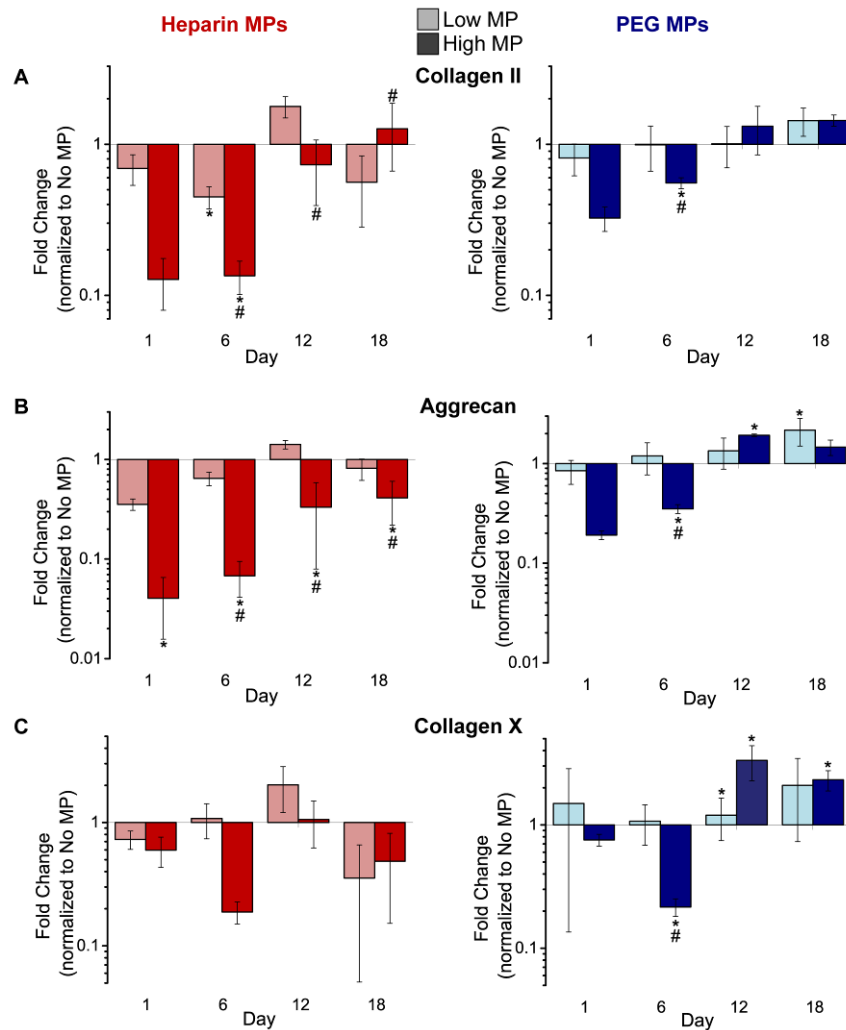 Heparin MPs
Low MP
High MP
PEG MPs
A
Collagen II
Fold Change
(normalized to No MP)
1
0.1
*
*
#
#
#
1 6 12 18
Day
Fold Change
(normalized to No MP)
1
0.1
*
#
1 6 12 18
Day
B
Aggrecan
Fold Change
(normalized to No MP)
1
0.1
0.01
*
*
#
*
#
*
#
1 6 12 18
Day
Fold Change
(normalized to No MP)
1
0.1
0.01
*
#
*
*
1 6 12 18
Day
C
Collagen X
Fold Change
(normalized to No MP)
1
0.1
1 6 12 18
Day
Fold Change
(normalized to No MP)
1
0.1
*
#
*
*
*
1 6 12 18
Day